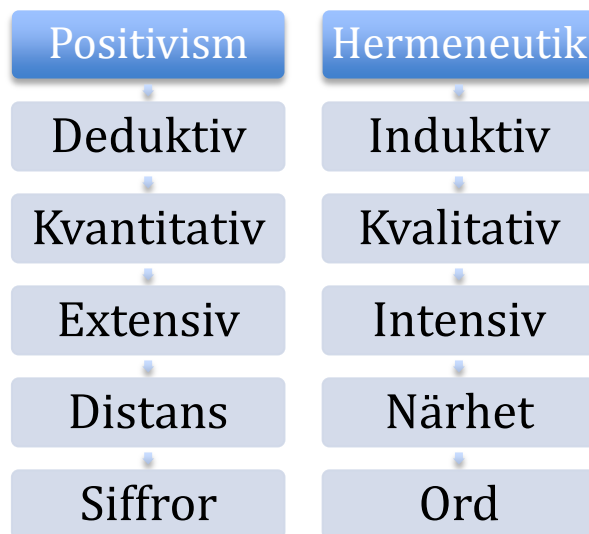 Positivism
Deduktiv
Kvantitativ
Extensiv
Distans
Siffror
Hermeneutik
Induktiv
Kvalitativ
Intensiv
Närhet
Ord